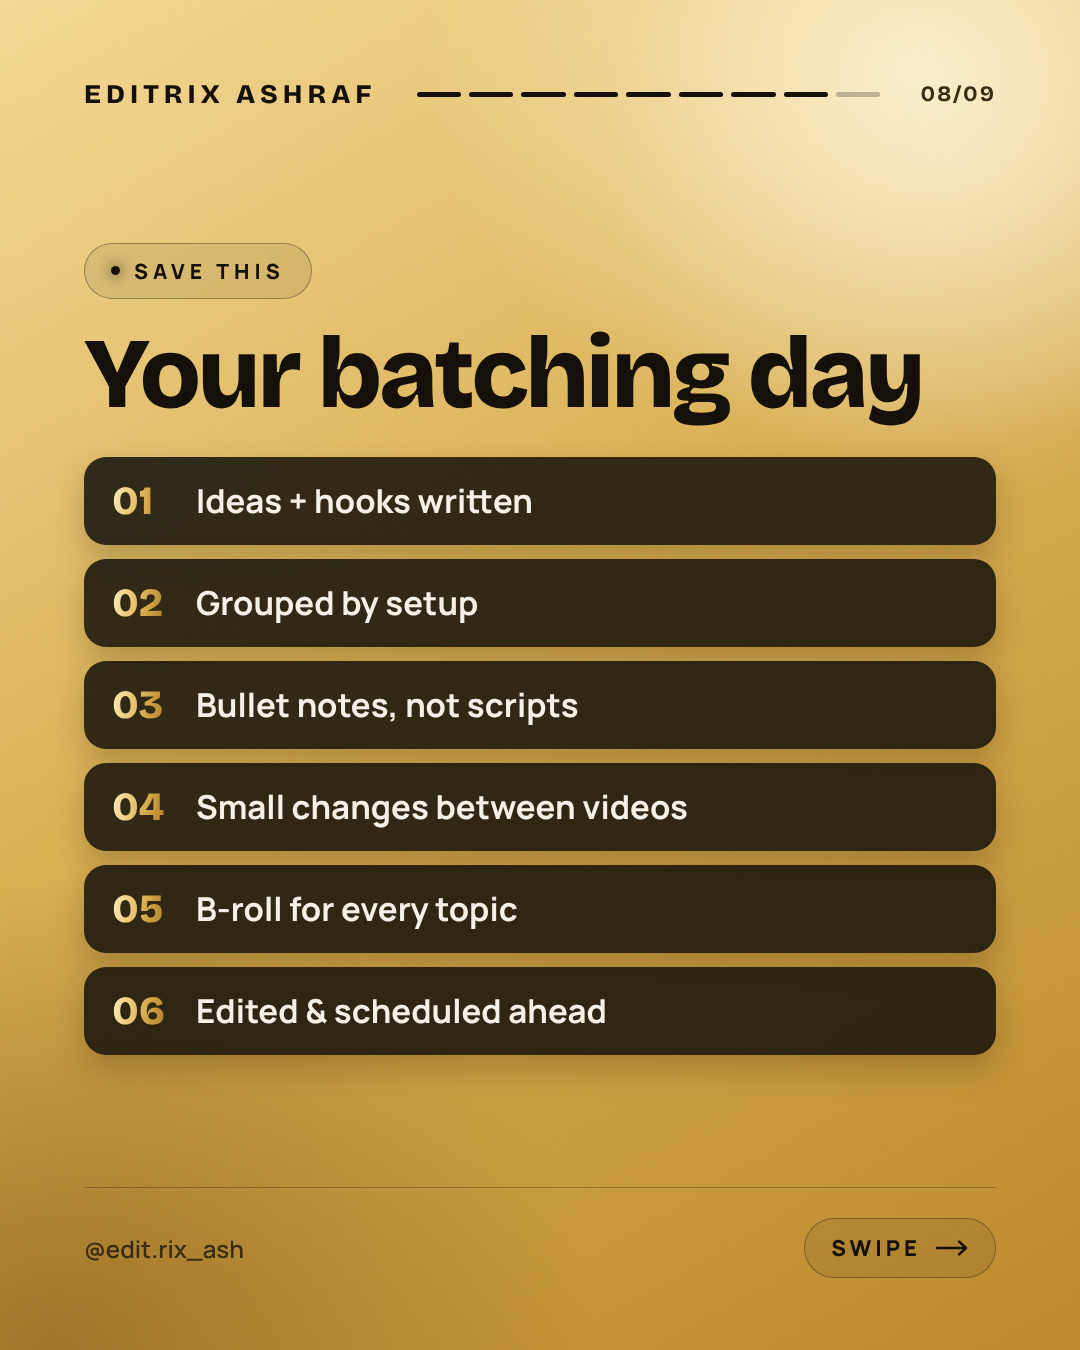 EDITRIX ASHRAF
08/09
SAVE THIS
Your batching day
01 Ideas + hooks written
02 Grouped by setup
03 Bullet notes, not scripts
04 Small changes between videos
05 B-roll for every topic
06 Edited & scheduled ahead
@edit.rix_ash
SWIPE →